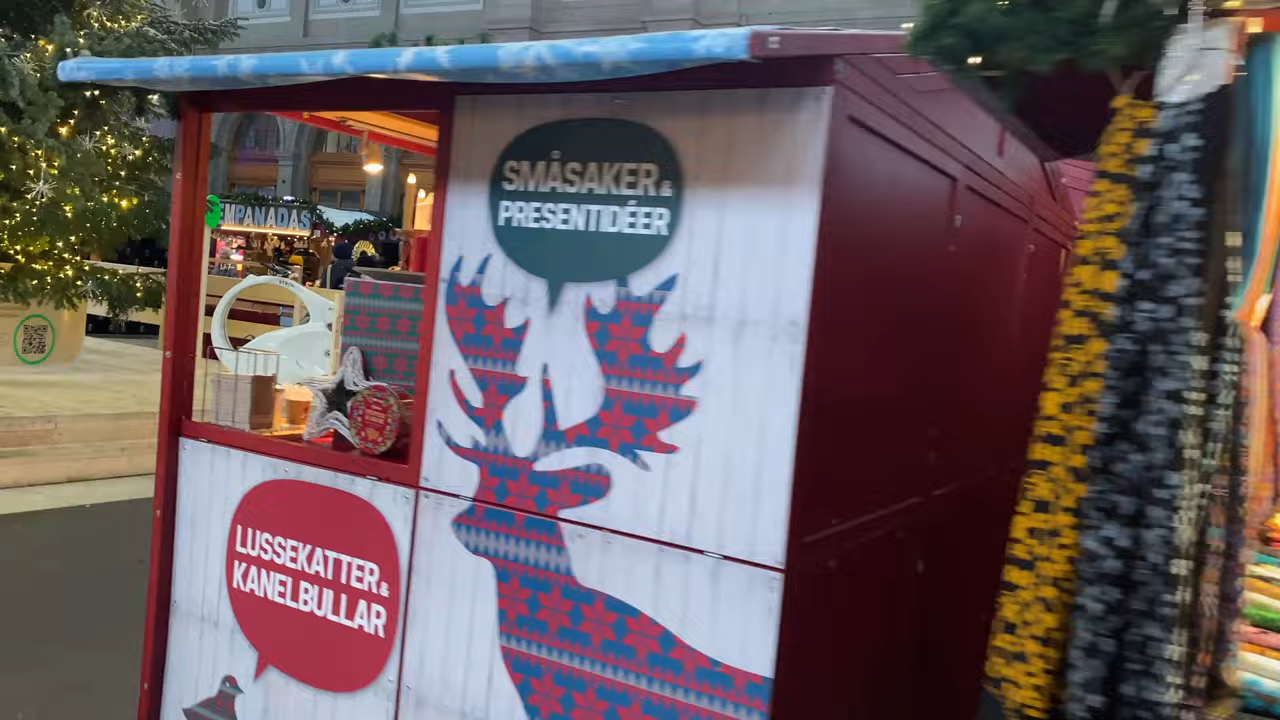 SMÅSAKER &
PRESENTIDÉER
EMPANADAS
LUSSEKATTER &
KANELBULLAR